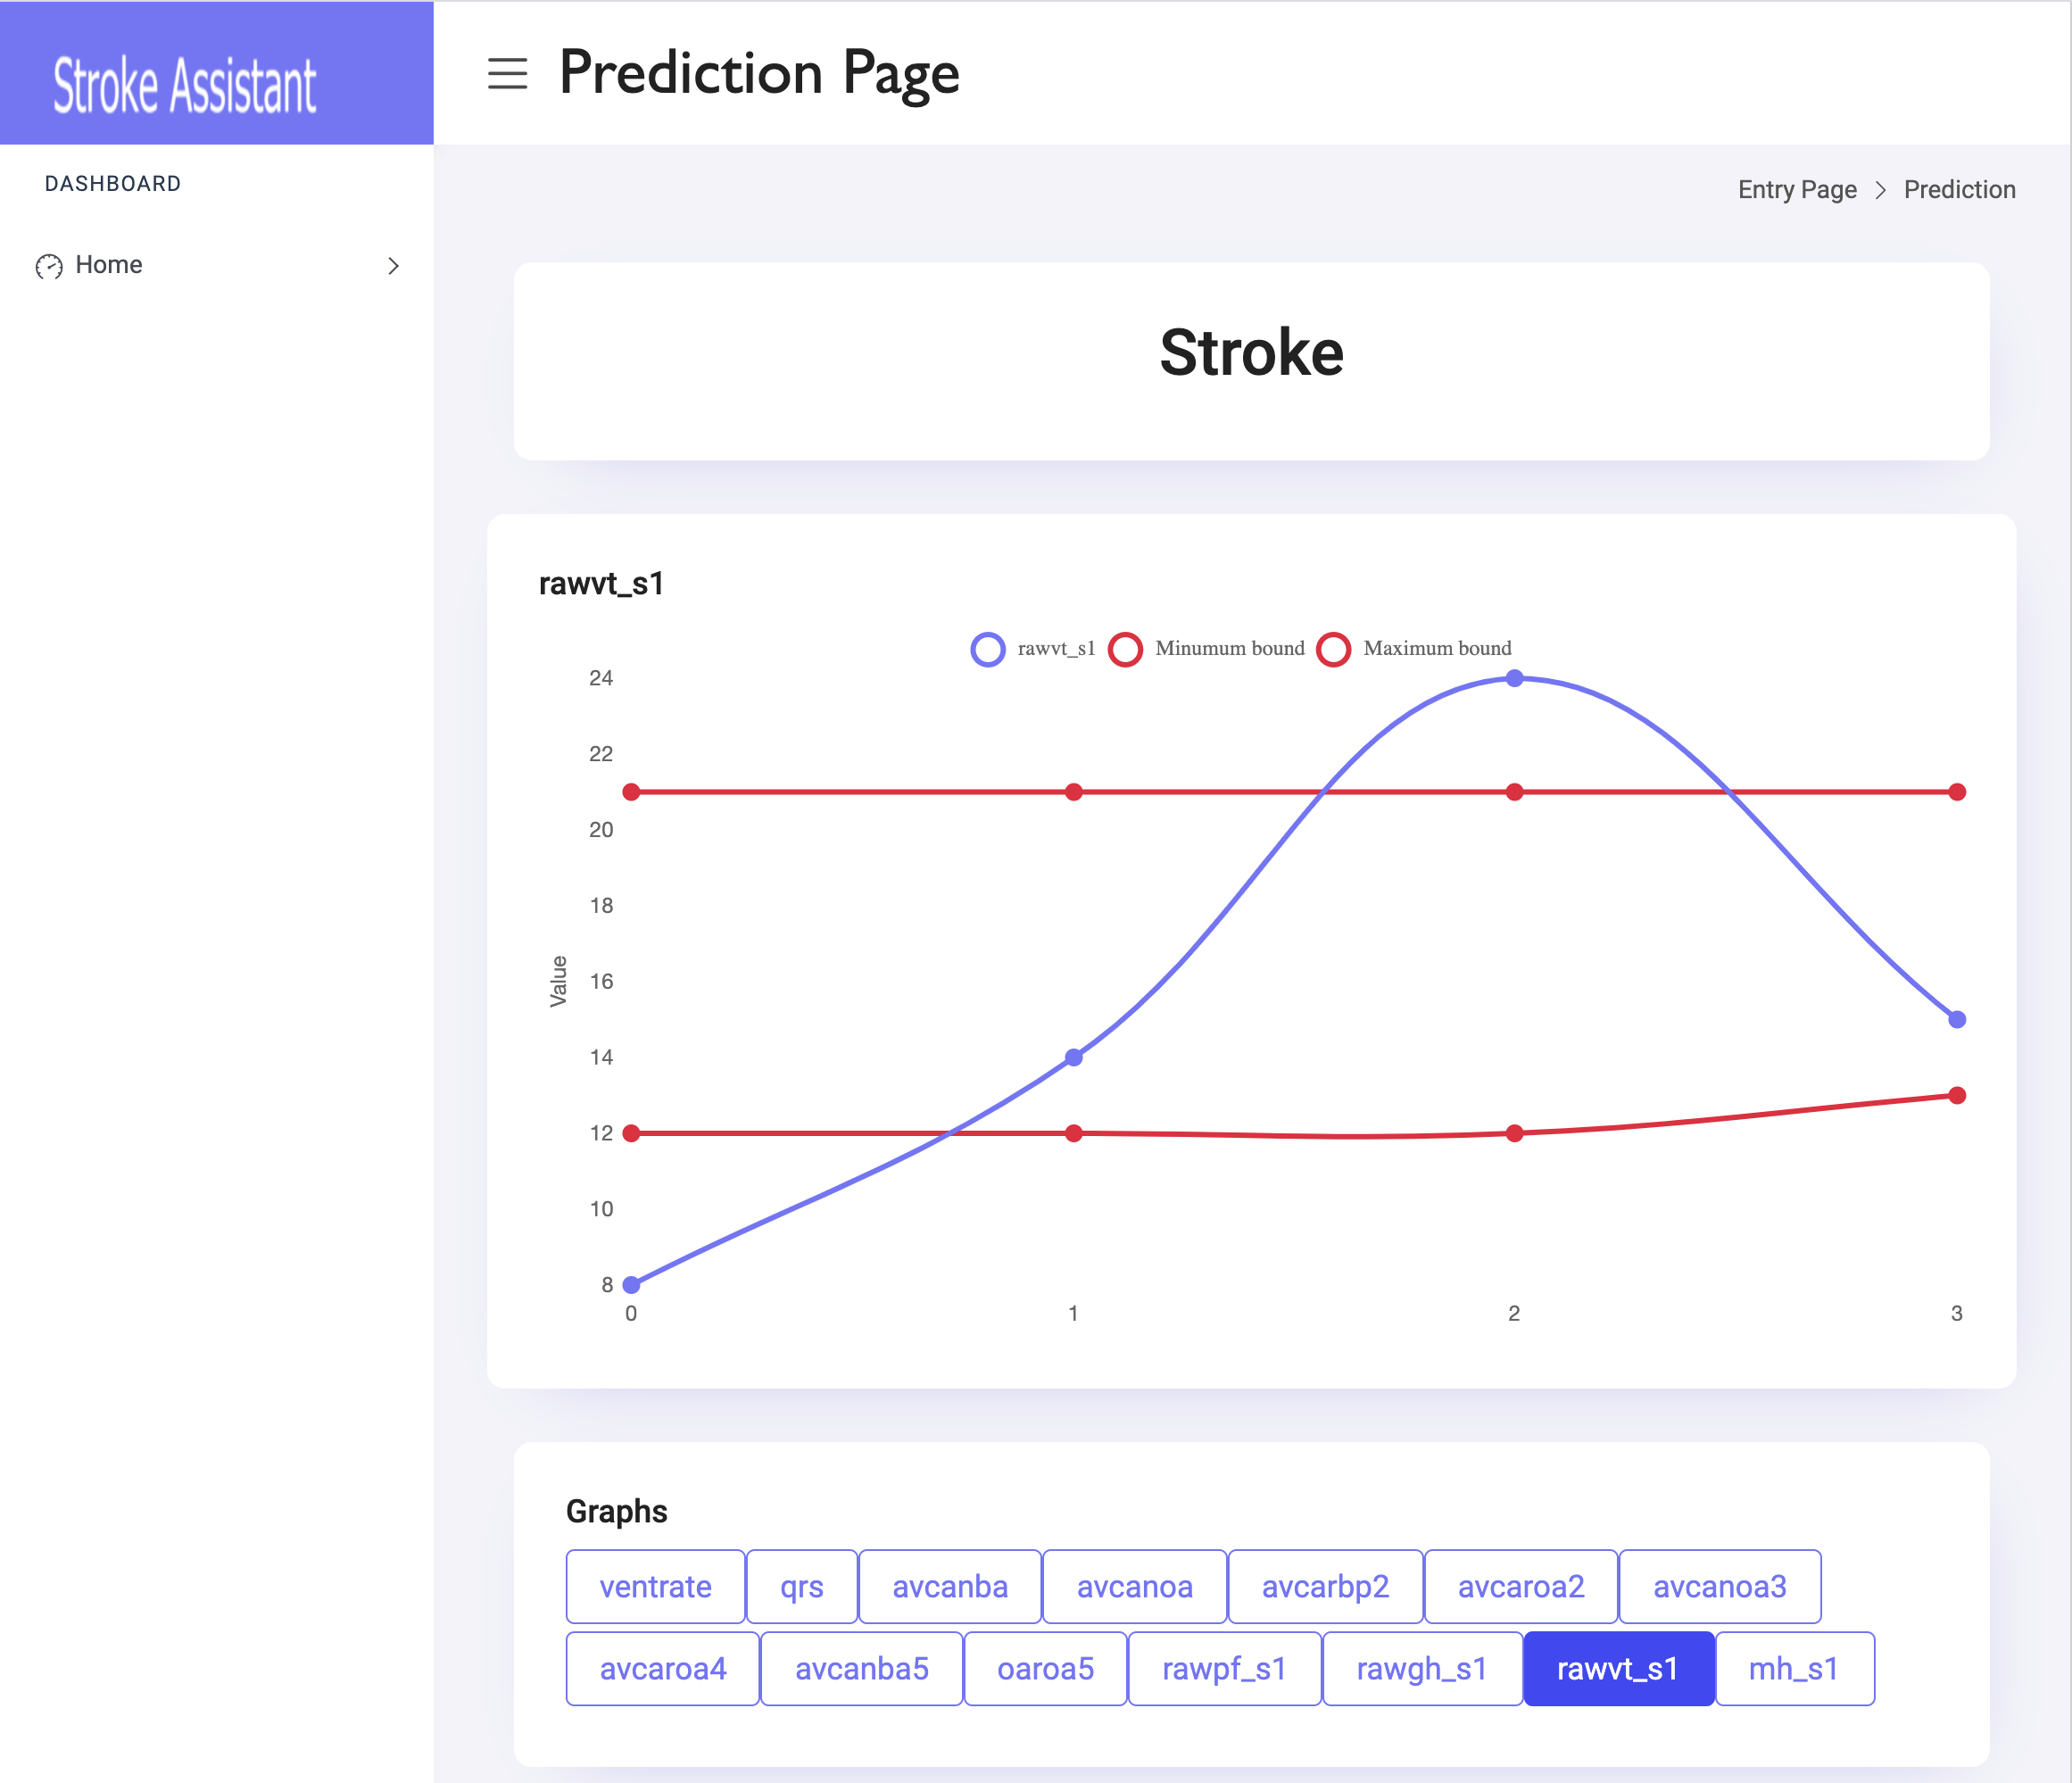 Stroke Assistant
Prediction Page
DASHBOARD
Home
Entry Page > Prediction
Stroke
rawvt_s1
rawvt_s1 Minumum bound Maximum bound
24
22
20
18
16
14
12
10
8
Value
0 1 2 3
Graphs
ventrate qrs avcanba avcanoa avcarbp2 avcaroa2 avcanoa3
avcaroa4 avcanba5 oaroa5 rawpf_s1 rawgh_s1 rawvt_s1 mh_s1